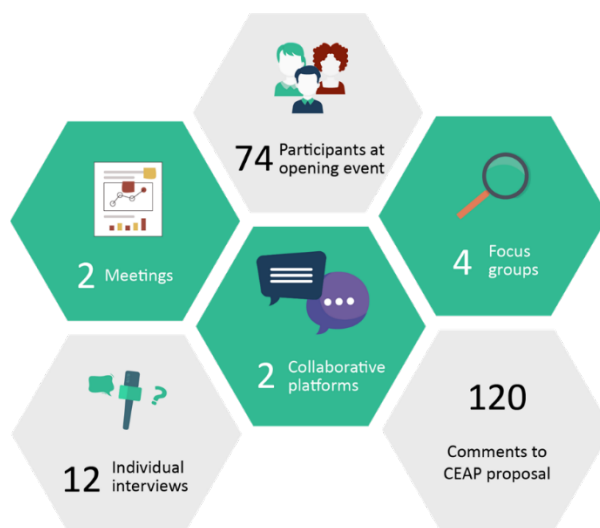 74 Participants at
opening event
2 Meetings
4 Focus
groups
2 Collaborative
platforms
12 Individual
interviews
120
Comments to
CEAP proposal